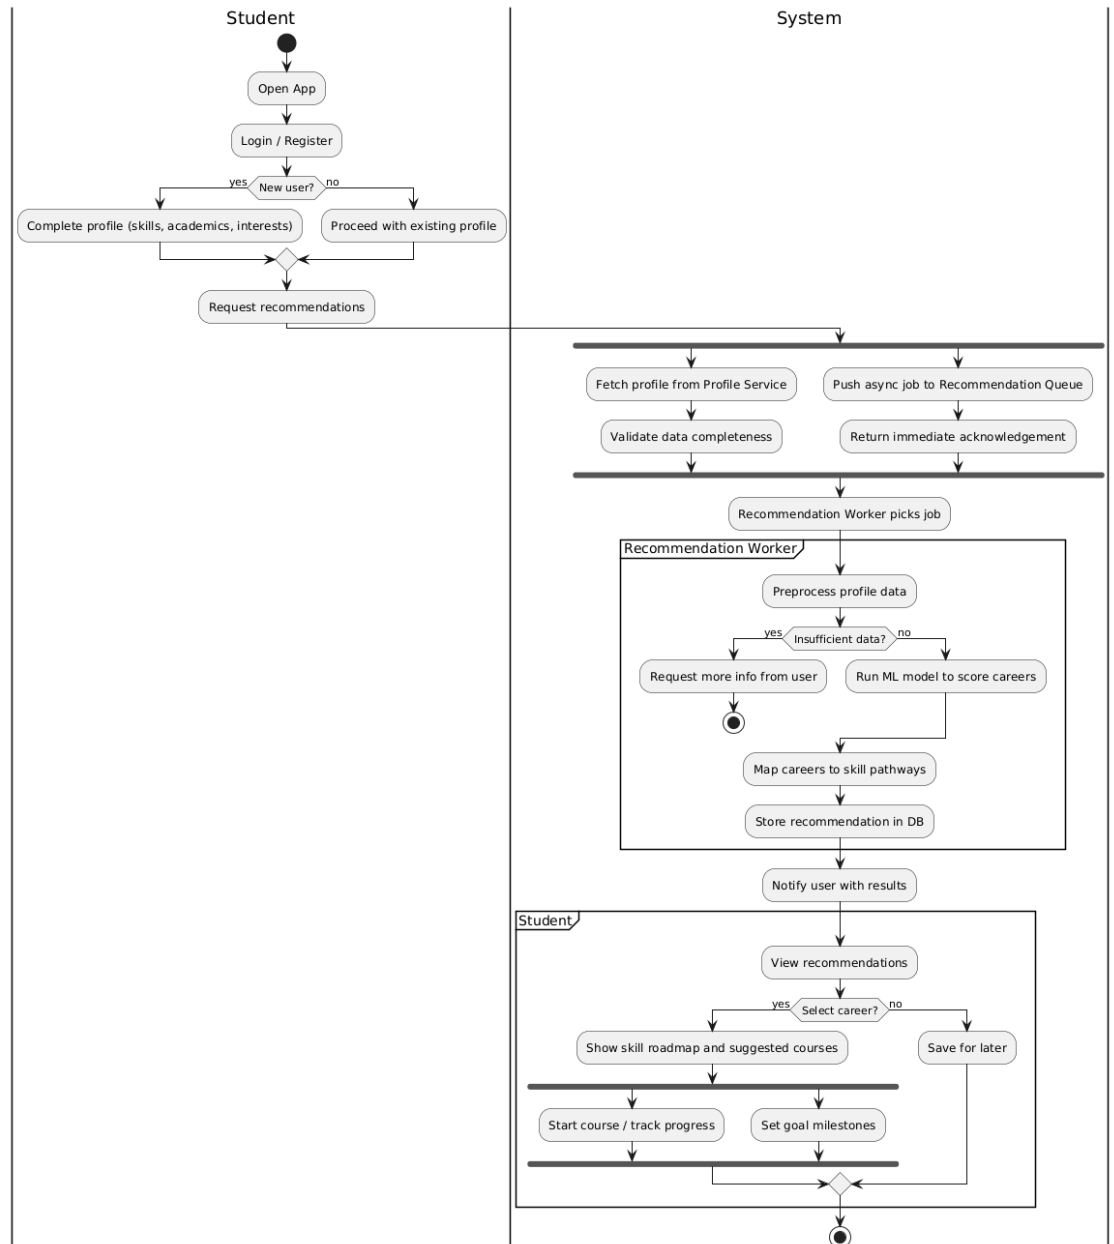 Student
System
Open App
Login / Register
yes
New user?
no
Complete profile (skills, academics, interests)
Proceed with existing profile
Request recommendations
Fetch profile from Profile Service
Push async job to Recommendation Queue
Validate data completeness
Return immediate acknowledgement
Recommendation Worker picks job
Recommendation Worker
Preprocess profile data
yes
Insufficient data?
no
Request more info from user
Run ML model to score careers
Map careers to skill pathways
Store recommendation in DB
Notify user with results
Student
View recommendations
yes
Select career?
no
Show skill roadmap and suggested courses
Save for later
Start course / track progress
Set goal milestones